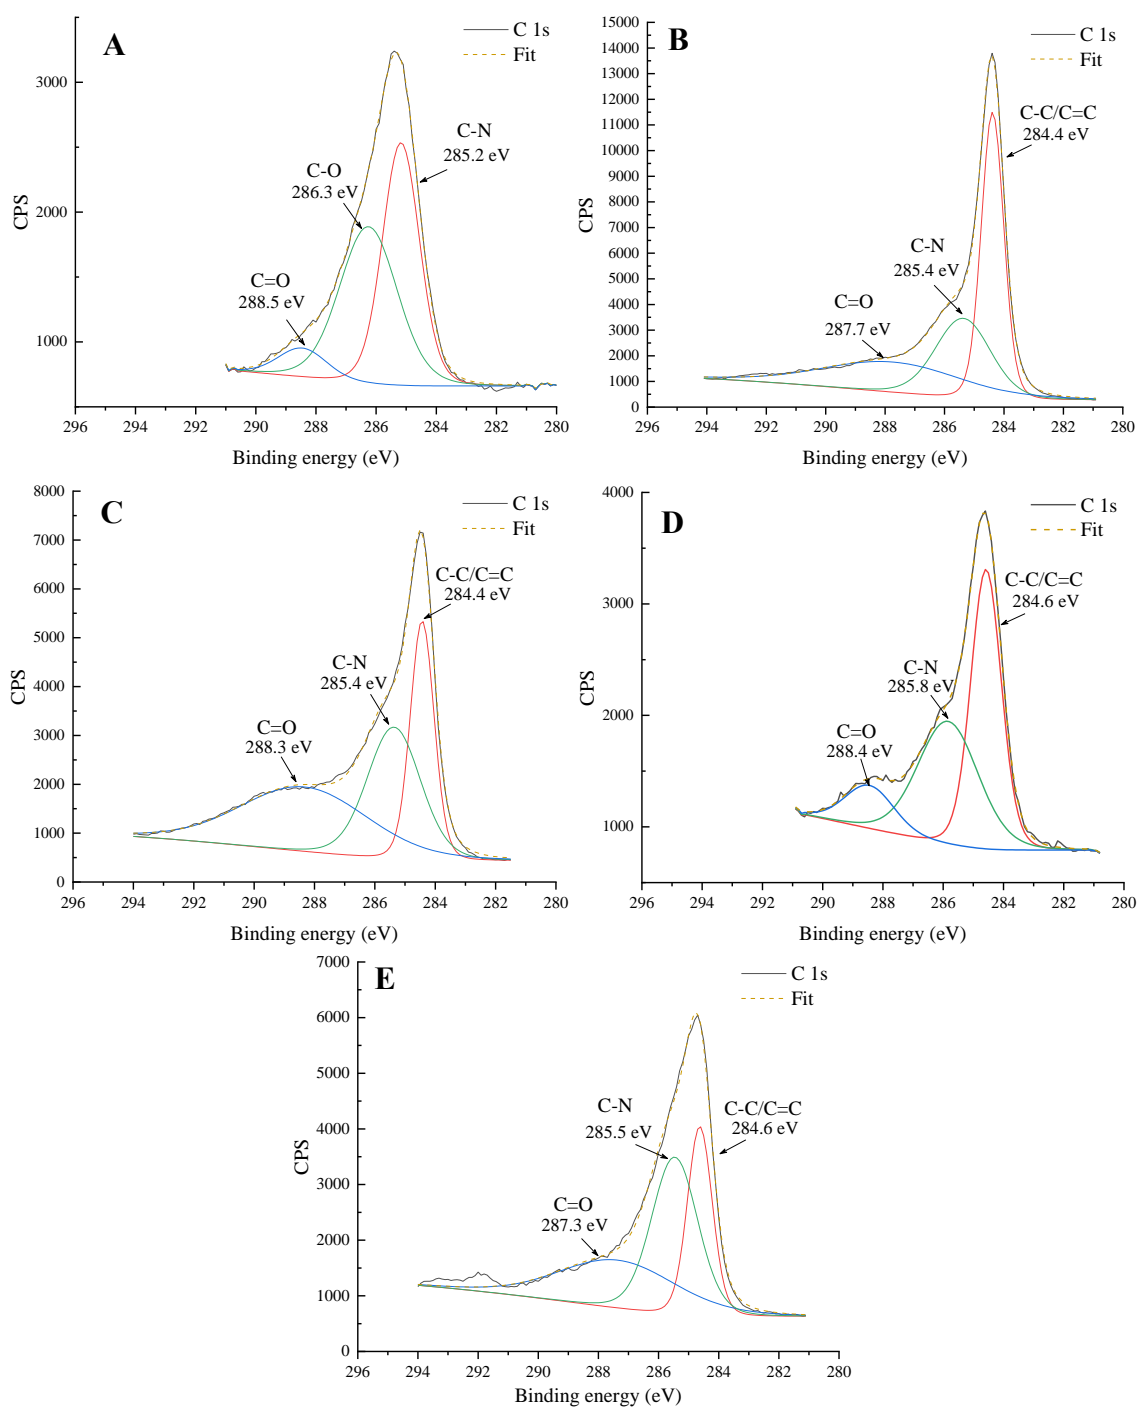 A
C 1s
Fit
C-N
285.2 eV
C-O
286.3 eV
C=O
288.5 eV
3000
2000
1000
CPS
296 294 292 290 288 286 284 282 280
Binding energy (eV)
B
C 1s
Fit
C-C/C=C
284.4 eV
C-N
285.4 eV
C=O
287.7 eV
15000
14000
13000
12000
11000
10000
9000
8000
7000
6000
5000
4000
3000
2000
1000
0
CPS
296 294 292 290 288 286 284 282 280
Binding energy (eV)
C
C 1s
Fit
C-C/C=C
284.4 eV
C-N
285.4 eV
C=O
288.3 eV
8000
7000
6000
5000
4000
3000
2000
1000
0
CPS
296 294 292 290 288 286 284 282 280
Binding energy (eV)
D
C 1s
Fit
C-C/C=C
284.6 eV
C-N
285.8 eV
C=O
288.4 eV
4000
3000
2000
1000
CPS
296 294 292 290 288 286 284 282 280
Binding energy (eV)
E
C 1s
Fit
C-N
285.5 eV
C-C/C=C
284.6 eV
C=O
287.3 eV
7000
6000
5000
4000
3000
2000
1000
0
CPS
296 294 292 290 288 286 284 282 280
Binding energy (eV)